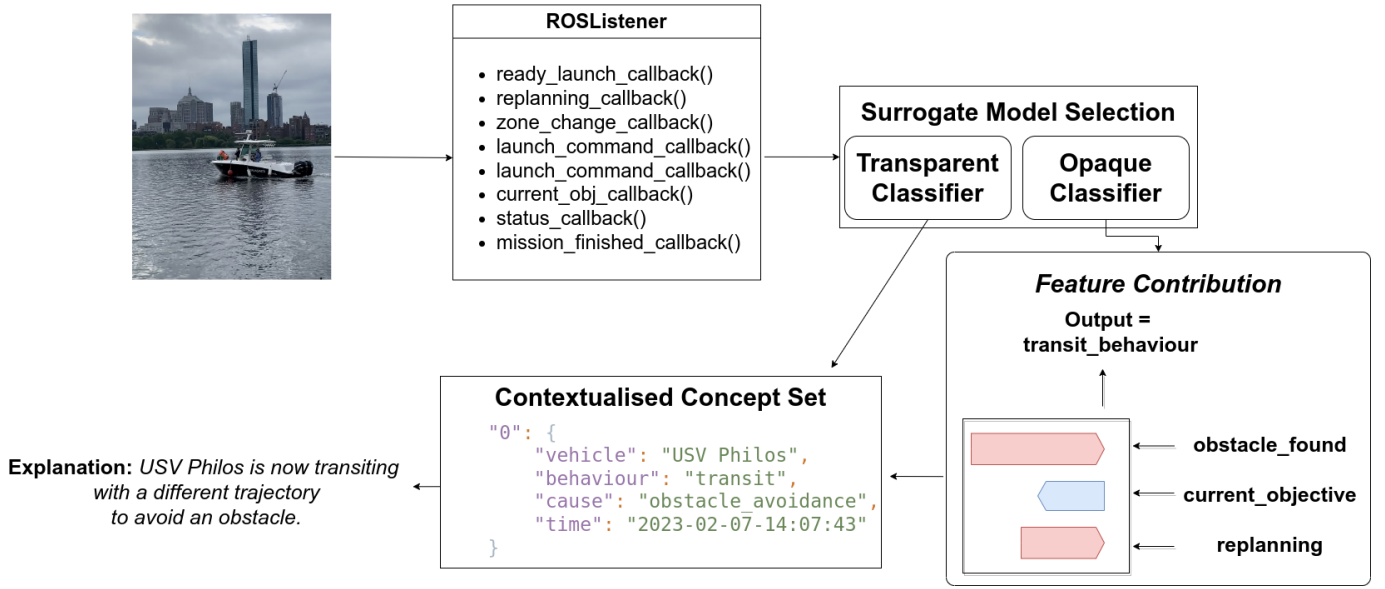 ROSListener
ready_launch_callback()
replanning_callback()
zone_change_callback()
launch_command_callback()
launch_command_callback()
current_obj_callback()
status_callback()
mission_finished_callback()
Surrogate Model Selection
Transparent
Classifier
Opaque
Classifier
Feature Contribution
Output =
transit_behaviour
obstacle_found
current_objective
replanning
Contextualised Concept Set
"0": {
"vehicle": "USV Philos",
"behaviour": "transit",
"cause": "obstacle_avoidance",
"time": "2023-02-07-14:07:43"
}
Explanation: USV Philos is now transiting
with a different trajectory
to avoid an obstacle.